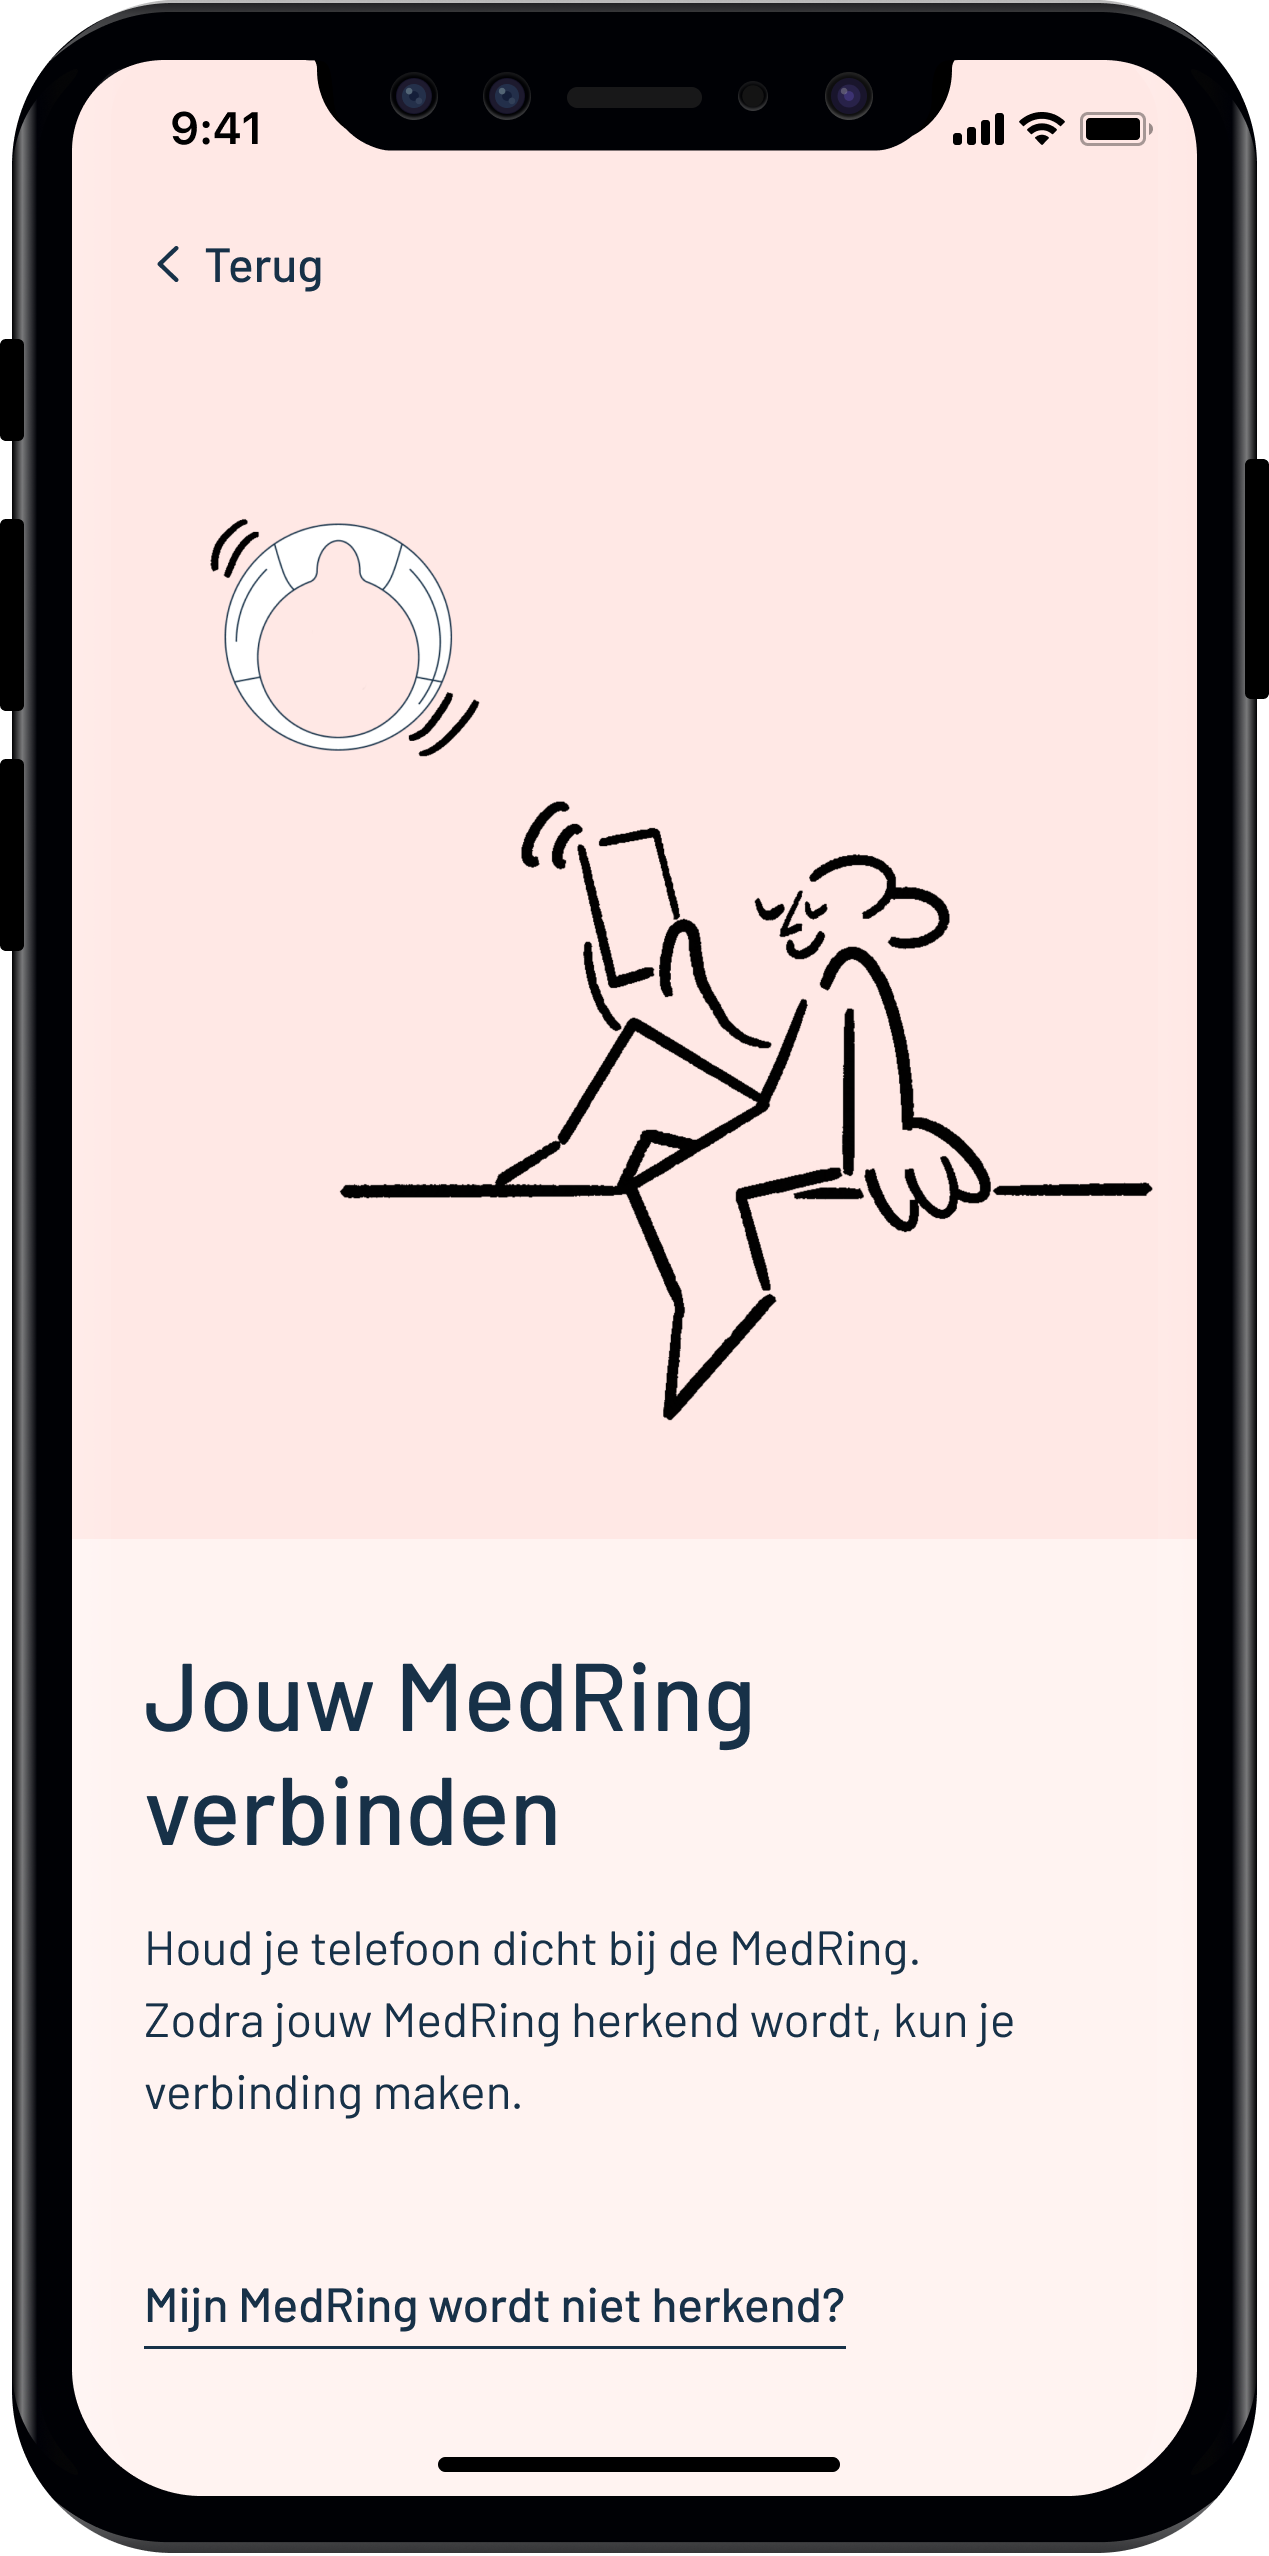 9:41
Terug
Jouw MedRing
verbinden
Houd je telefoon dicht bij de MedRing.
Zodra jouw MedRing herkend wordt, kun je
verbinding maken.
Mijn MedRing wordt niet herkend?